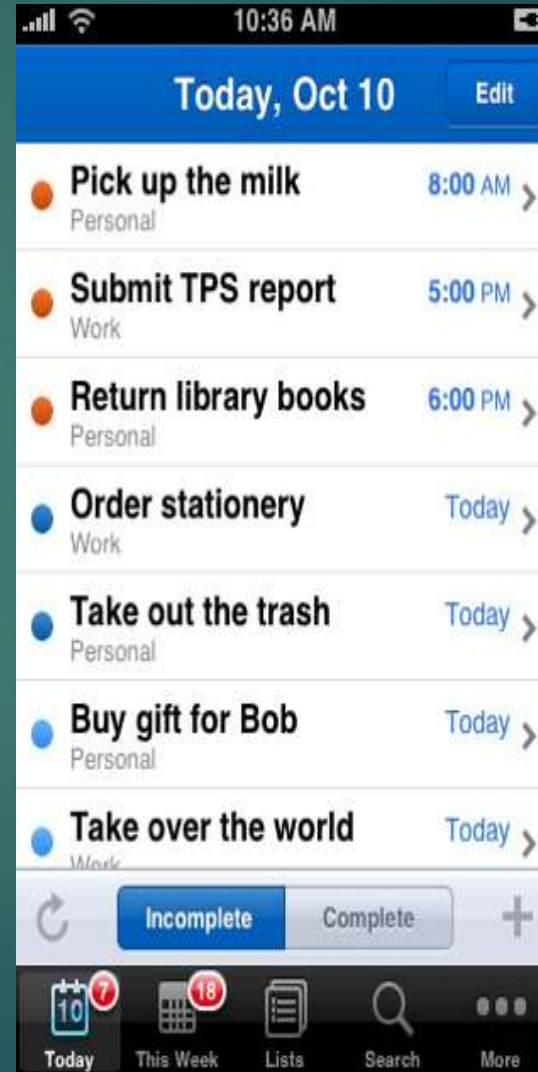 10:36 AM
Today, Oct 10
Edit
Pick up the milk
8:00 AM
Personal
Submit TPS report
5:00 PM
Work
Return library books
6:00 PM
Personal
Order stationery
Today
Work
Take out the trash
Today
Personal
Buy gift for Bob
Today
Personal
Take over the world
Today
Work
Incomplete
Complete
10
7
18
Today
This Week
Lists
Search
More